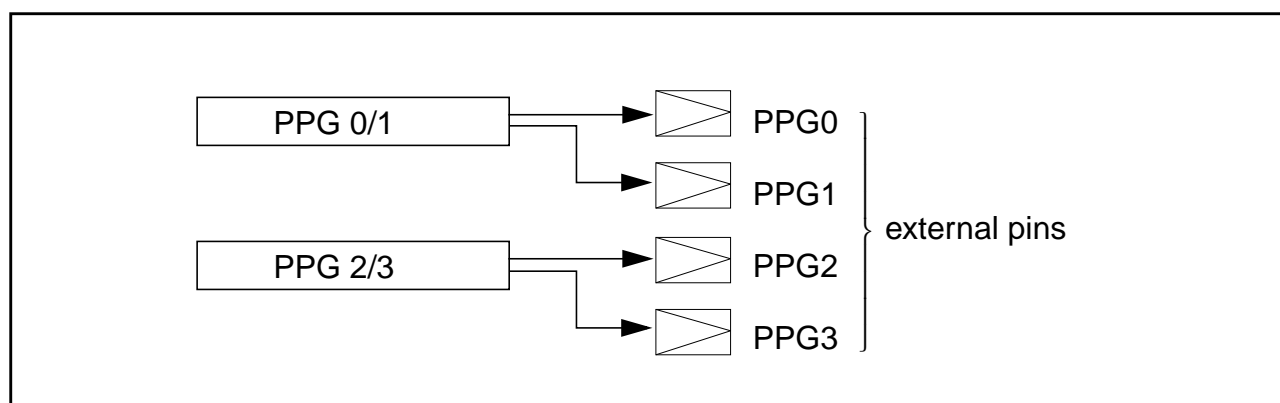 PPG 0/1
PPG0
PPG1
PPG 2/3
PPG2
PPG3
external pins